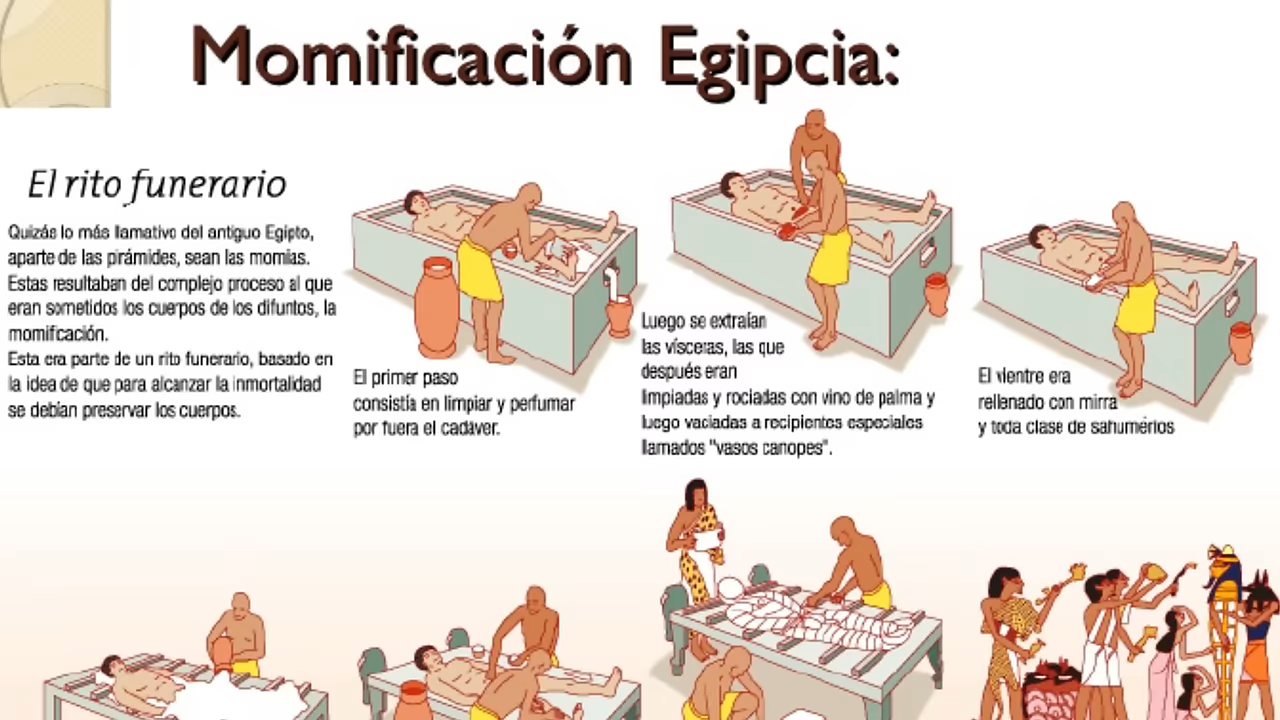 Momificación Egipcia:
El rito funerario
Quizás lo más llamativo del antiguo Egipto,
aparte de las pirámides, sean las momias.
Estas resultaban del complejo proceso al que
eran sometidos los cuerpos de los difuntos, la
momificación.
Esta era parte de un rito funerario, basado en
la idea de que para alcanzar la inmortalidad
se debían preservar los cuerpos.
El primer paso
consistía en limpiar y perfumar
por fuera el cadáver.
Luego se extraían
las vísceras, las que
después eran
limpiadas y rociadas con vino de palma y
luego vaciadas a recipientes especiales
llamados "vasos canopes".
El vientre era
rellenado con mirra
y toda clase de sahumerios